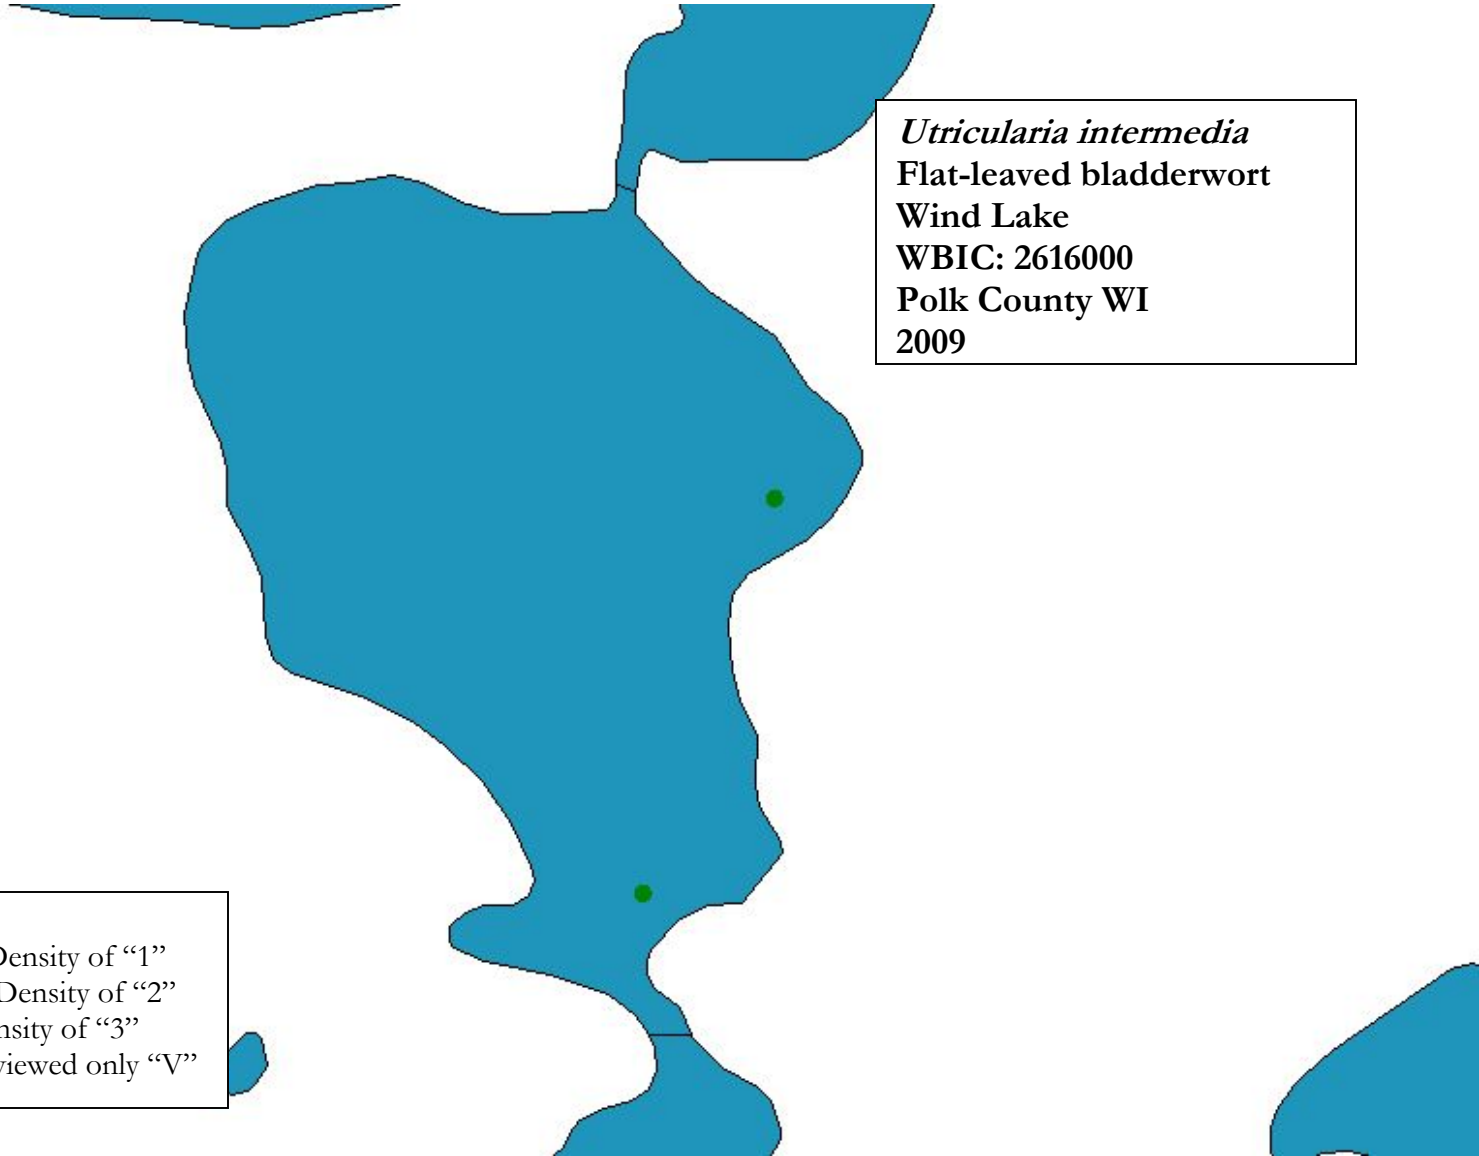 Utricularia intermedia
Flat-leaved bladderwort
Wind Lake
WBIC: 2616000
Polk County WI
2009
Density of “1”
Density of “2”
of “3”
viewed only “V”